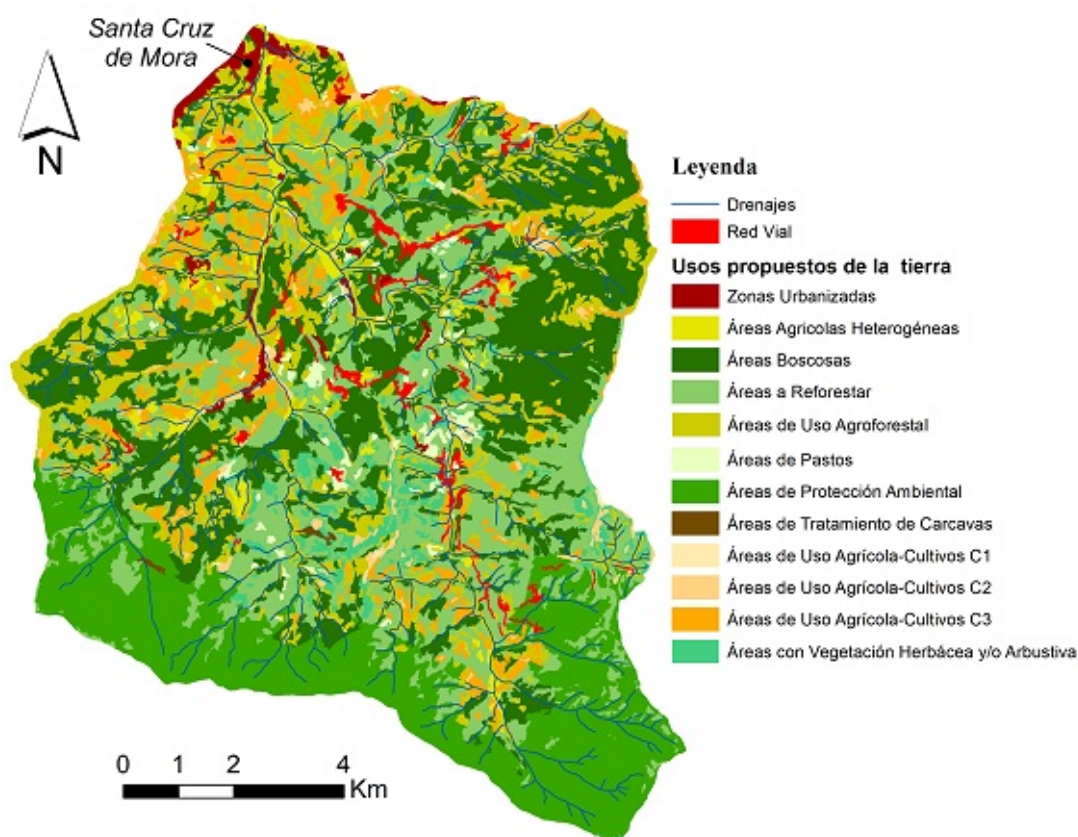 Santa Cruz
de Mora
N
Leyenda
Drenajes
Red Vial
Usos propuestos de la tierra
Zonas Urbanizadas
Áreas Agricolas Heterogéneas
Áreas Boscosas
Áreas a Reforestar
Áreas de Uso Agroforestal
Áreas de Pastos
Áreas de Protección Ambiental
Áreas de Tratamiento de Carcavas
Áreas de Uso Agrícola-Cultivos C1
Áreas de Uso Agrícola-Cultivos C2
Áreas de Uso Agrícola-Cultivos C3
Áreas con Vegetación Herbácea y/o Arbustiva
0 1 2 4
Km